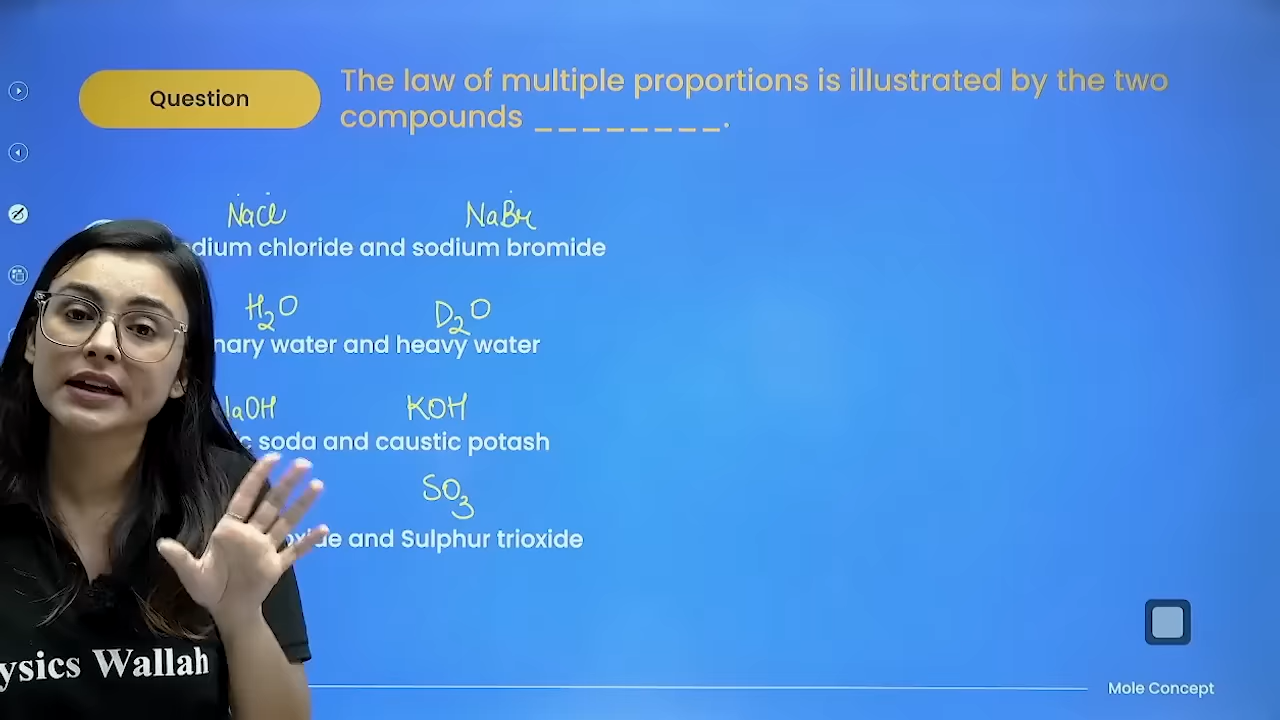 Question
The law of multiple proportions is illustrated by the two
compounds _ _ _ _ _ _ _ _.
NaCl NaBr
dium chloride and sodium bromide
H2O D2O
nary water and heavy water
aOH KOH
ic soda and caustic potash
SO3
oxide and Sulphur trioxide
ysics Wallah
Mole Concept